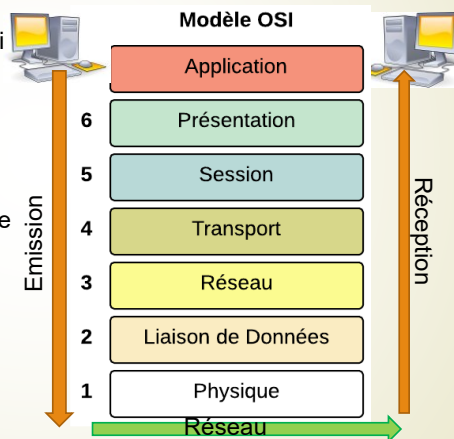 Modèle OSI
i
Application
6 Présentation
5 Session
e
4 Transport
Emission
Réception
3 Réseau
2 Liaison de Données
1 Physique
Réseau